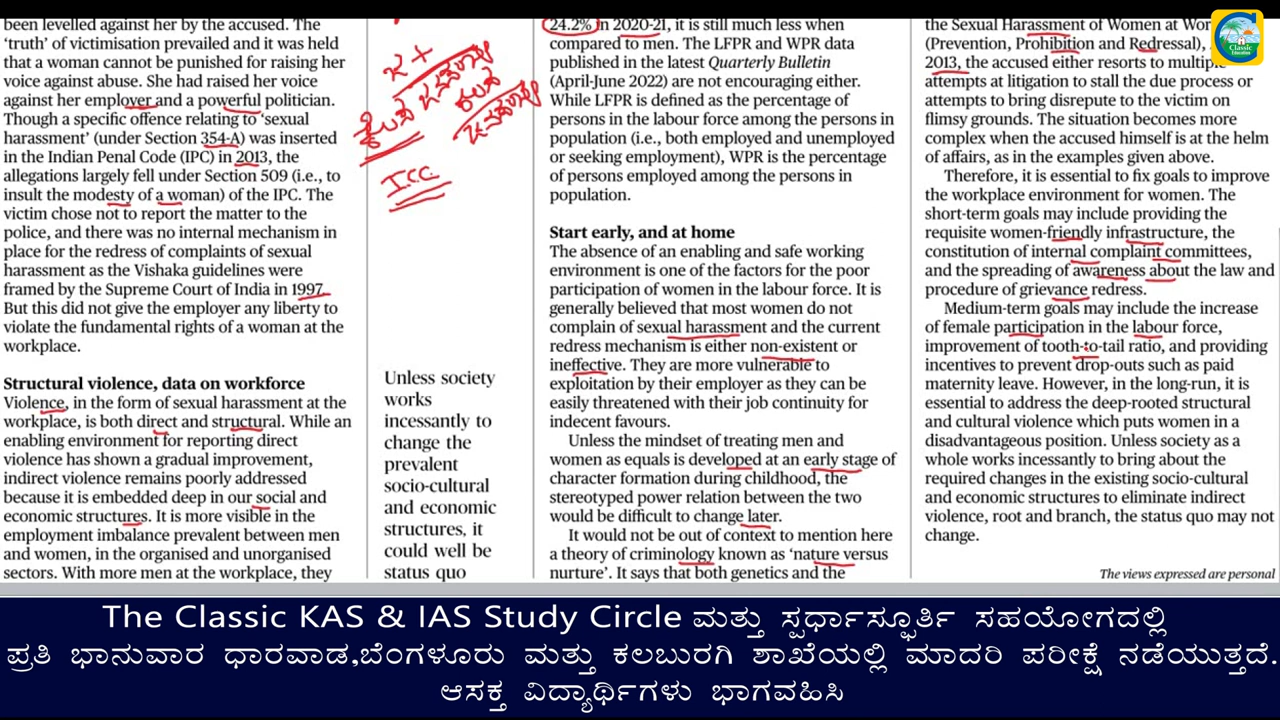 been levelled against her by the accused. The
‘truth’ of victimisation prevailed and it was held
that a woman cannot be punished for raising her
voice against abuse. She had raised her voice
against her employer and a powerful politician.
Though a specific offence relating to ‘sexual
harassment’ (under Section 354-A) was inserted
in the Indian Penal Code (IPC) in 2013, the
allegations largely fell under Section 509 (i.e., to
insult the modesty of a woman) of the IPC. The
victim chose not to report the matter to the
police, and there was no internal mechanism in
place for the redress of complaints of sexual
harassment as the Vishaka guidelines were
framed by the Supreme Court of India in 1997.
But this did not give the employer any liberty to
violate the fundamental rights of a woman at the
workplace.
Structural violence, data on workforce
Violence, in the form of sexual harassment at the
workplace, is both direct and structural. While an
enabling environment for reporting direct
violence has shown a gradual improvement,
indirect violence remains poorly addressed
because it is embedded deep in our social and
economic structures. It is more visible in the
employment imbalance prevalent between men
and women, in the organised and unorganised
sectors. With more men at the workplace, they
I.C.C.
Unless society
works
incessantly to
change the
prevalent
socio-cultural
and economic
structures, it
could well be
status quo
24.2% in 2020-21, it is still much less when
compared to men. The LFPR and WPR data
published in the latest Quarterly Bulletin
(April-June 2022) are not encouraging either.
While LFPR is defined as the percentage of
persons in the labour force among the persons in
population (i.e., both employed and unemployed
or seeking employment), WPR is the percentage
of persons employed among the persons in
population.
Start early, and at home
The absence of an enabling and safe working
environment is one of the factors for the poor
participation of women in the labour force. It is
generally believed that most women do not
complain of sexual harassment and the current
redress mechanism is either non-existent or
ineffective. They are more vulnerable to
exploitation by their employer as they can be
easily threatened with their job continuity for
indecent favours.
Unless the mindset of treating men and
women as equals is developed at an early stage of
character formation during childhood, the
stereotyped power relation between the two
would be difficult to change later.
It would not be out of context to mention here
a theory of criminology known as ‘nature versus
nurture’. It says that both genetics and the
the Sexual Harassment of Women at
(Prevention, Prohibition and Redressal),
2013, the accused either resorts to
attempts at litigation to stall the due process or
attempts to bring disrepute to the victim on
flimsy grounds. The situation becomes more
complex when the accused himself is at the helm
of affairs, as in the examples given above.
Therefore, it is essential to fix goals to improve
the workplace environment for women. The
short-term goals may include providing the
requisite women-friendly infrastructure, the
constitution of internal complaint committees,
and the spreading of awareness about the law and
procedure of grievance redress.
Medium-term goals may include the increase
of female participation in the labour force,
improvement of tooth-to-tail ratio, and providing
incentives to prevent drop-outs such as paid
maternity leave. However, in the long-run, it is
essential to address the deep-rooted structural
and cultural violence which puts women in a
disadvantageous position. Unless society as a
whole works incessantly to bring about the
required changes in the existing socio-cultural
and economic structures to eliminate indirect
violence, root and branch, the status quo may not
change.
The views expressed are personal
Classic
Education
The Classic KAS & IAS Study Circle ಮತ್ತು ಸ್ಪರ್ಧಾಸ್ಫೂರ್ತಿ ಸಹಯೋಗದಲ್ಲಿ
ಪ್ರತಿ ಭಾನುವಾರ ಧಾರವಾಡ,ಬೆಂಗಳೂರು ಮತ್ತು ಕಲಬುರಗಿ ಶಾಖೆಯಲ್ಲಿ ಮಾದರಿ ಪರೀಕ್ಷೆ ನಡೆಯುತ್ತದೆ.
ಆಸಕ್ತ ವಿದ್ಯಾರ್ಥಿಗಳು ಭಾಗವಹಿಸಿ